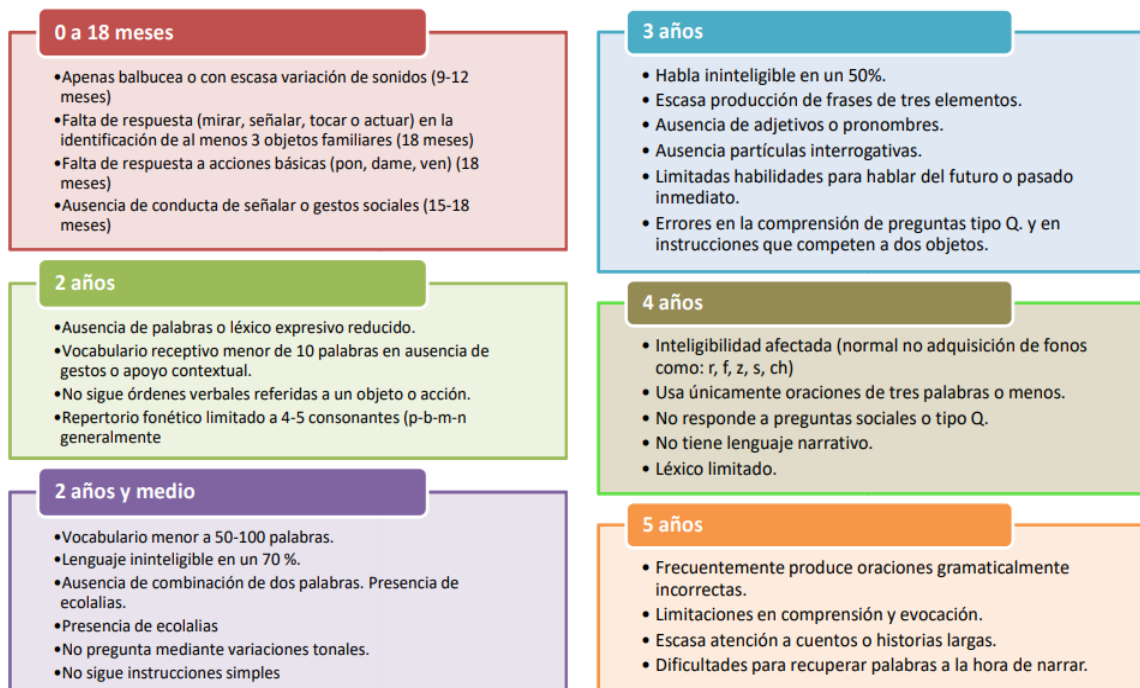 0 a 18 meses
•Apenas balbucea o con escasa variación de sonidos (9-12
meses)
•Falta de respuesta (mirar, señalar, tocar o actuar) en la
identificación de al menos 3 objetos familiares (18 meses)
•Falta de respuesta a acciones básicas (pon, dame, ven) (18
meses)
•Ausencia de conducta de señalar o gestos sociales (15-18
meses)
2 años
•Ausencia de palabras o léxico expresivo reducido.
•Vocabulario receptivo menor de 10 palabras en ausencia de
gestos o apoyo contextual.
•No sigue órdenes verbales referidas a un objeto o acción.
•Repertorio fonético limitado a 4-5 consonantes (p-b-m-n
generalmente
2 años y medio
•Vocabulario menor a 50-100 palabras.
•Lenguaje ininteligible en un 70 %.
•Ausencia de combinación de dos palabras. Presencia de
ecolalias.
•Presencia de ecolalias
•No pregunta mediante variaciones tonales.
•No sigue instrucciones simples
3 años
• Habla ininteligible en un 50%.
• Escasa producción de frases de tres elementos.
• Ausencia de adjetivos o pronombres.
• Ausencia partículas interrogativas.
• Limitadas habilidades para hablar del futuro o pasado
inmediato.
• Errores en la comprensión de preguntas tipo Q. y en
instrucciones que competen a dos objetos.
4 años
• Inteligibilidad afectada (normal no adquisición de fonos
como: r, f, z, s, ch)
• Usa únicamente oraciones de tres palabras o menos.
• No responde a preguntas sociales o tipo Q.
• No tiene lenguaje narrativo.
• Léxico limitado.
5 años
• Frecuentemente produce oraciones gramaticalmente
incorrectas.
• Limitaciones en comprensión y evocación.
• Escasa atención a cuentos o historias largas.
• Dificultades para recuperar palabras a la hora de narrar.